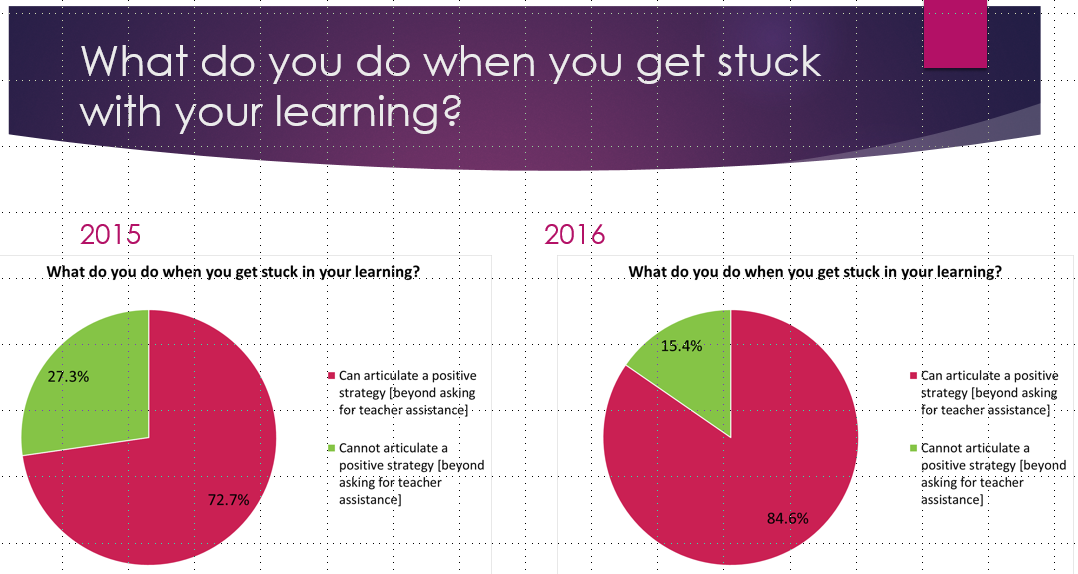 What do you do when you get stuck
with your learning?
2015
What do you do when you get stuck in your learning?
27.3%
72.7%
Can articulate a positive
strategy [beyond asking
for teacher assistance]
Cannot articulate a
positive strategy [beyond
asking for teacher
assistance]
2016
What do you do when you get stuck in your learning?
15.4%
84.6%
Can articulate a positive
strategy [beyond asking
for teacher assistance]
Cannot articulate a
positive strategy [beyond
asking for teacher
assistance]